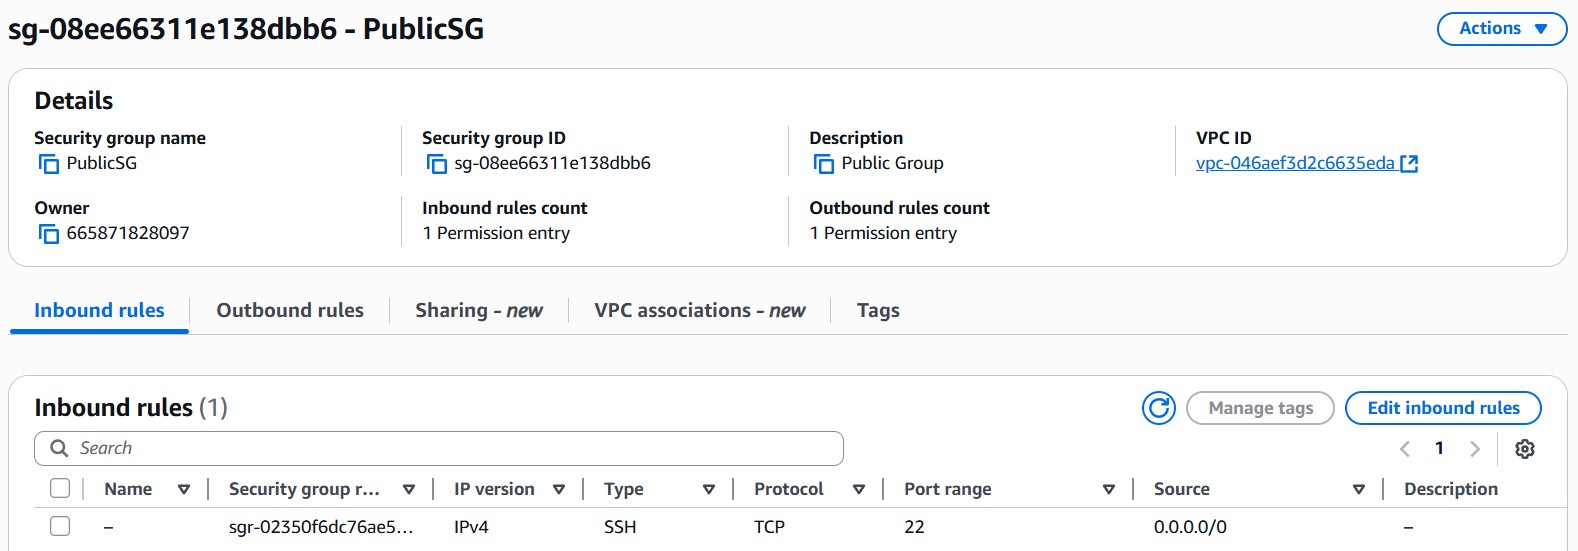 sg-08ee66311e138dbb6 - PublicSG
Actions
Details
Security group name
PublicSG
Security group ID
sg-08ee66311e138dbb6
Description
Public Group
VPC ID
vpc-046aef3d2c6635eda
Owner
665871828097
Inbound rules count
1 Permission entry
Outbound rules count
1 Permission entry
Inbound rules Outbound rules Sharing - new VPC associations - new Tags
Inbound rules (1)
Manage tags
Edit inbound rules
Search
1
Name Security group r... IP version Type Protocol Port range Source Description
– sgr-02350f6dc76ae5... IPv4 SSH TCP 22 0.0.0.0/0 –